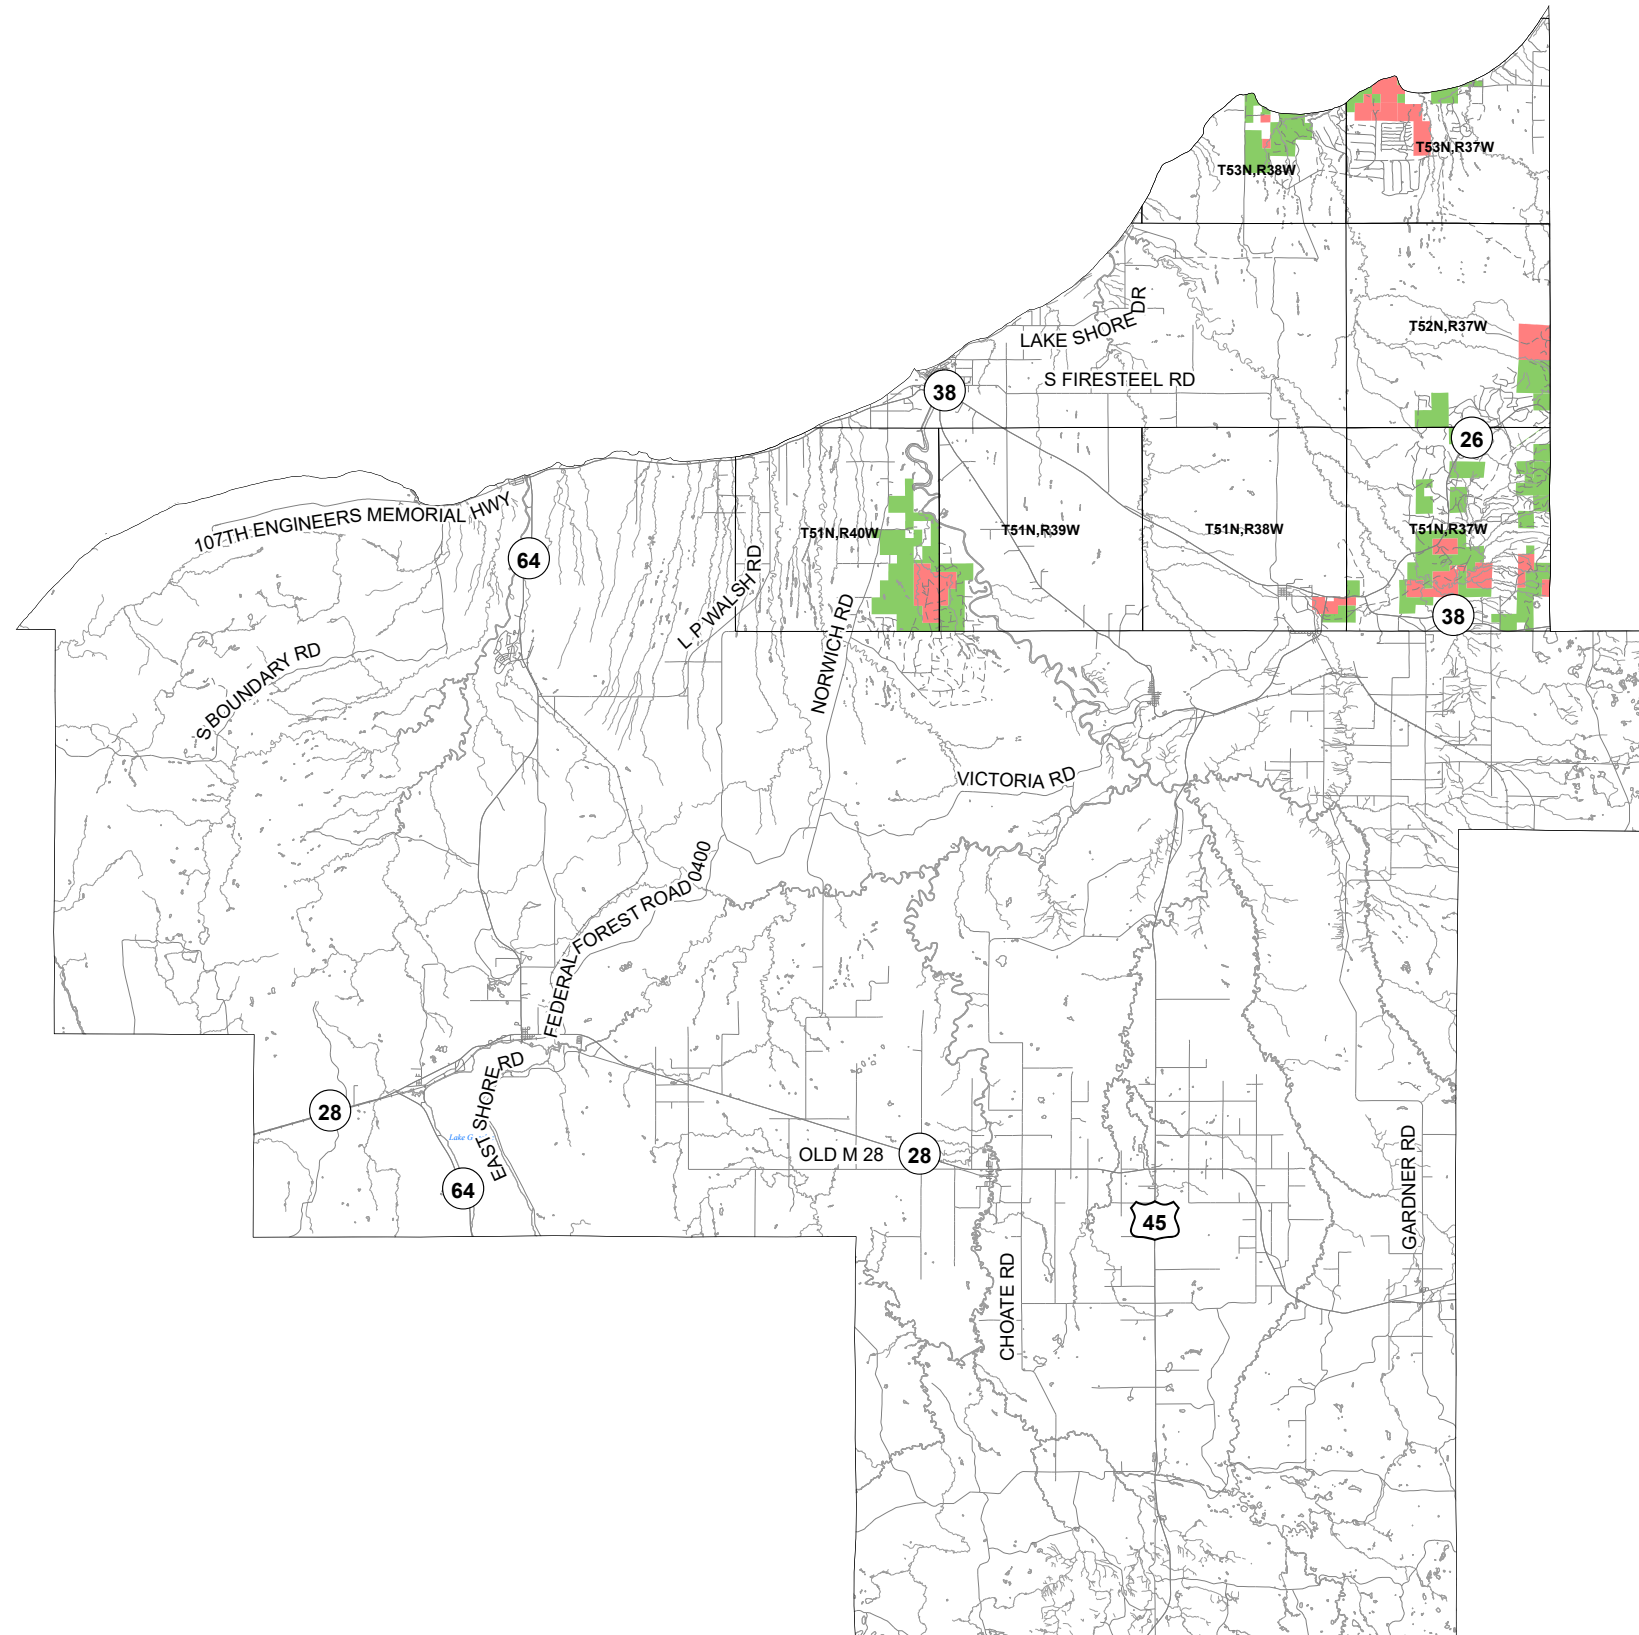 T53N,R37W
T53N,R38W
LAKE SHORE DR
T52N,R37W
S FIRESTEEL RD
38
26
107TH ENGINEERS MEMORIAL HWY
T51N,R40W
T51N,R39W
T51N,R38W
T51N,R37W
64
L P WALSH RD
38
NORWICH RD
S BOUNDARY RD
VICTORIA RD
FEDERAL FOREST ROAD 0400
EAST SHORE RD
28
Lake G
OLD M 28
28
64
45
GARDNER RD
CHOATE RD